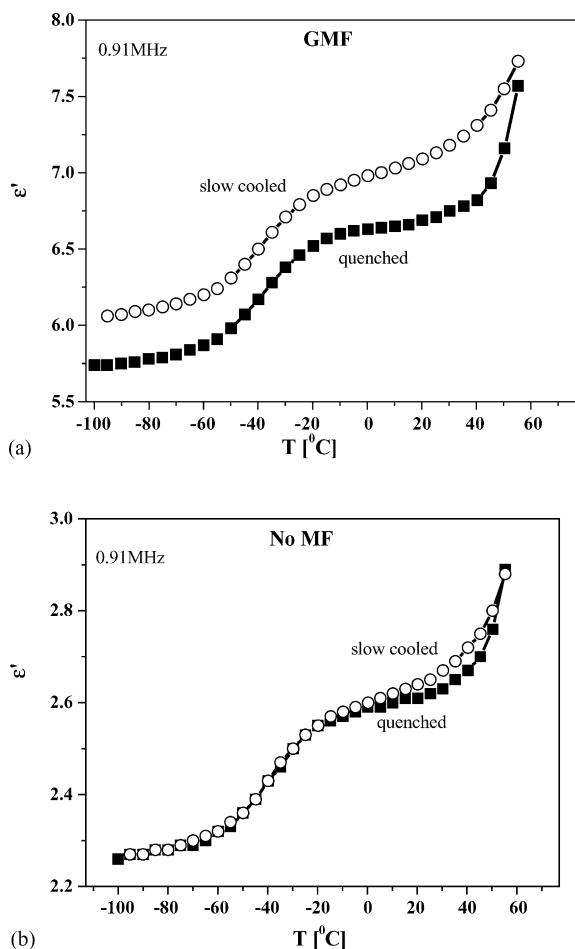 GMF
0.91MHz
8.0
7.5
7.0
6.5
6.0
5.5
ε'
slow cooled
quenched
-100 -80 -60 -40 -20 0 20 40 60
T [⁰C]
(a)
No MF
0.91MHz
3.0
2.8
2.6
2.4
2.2
ε'
slow cooled
quenched
-100 -80 -60 -40 -20 0 20 40 60
T [⁰C]
(b)